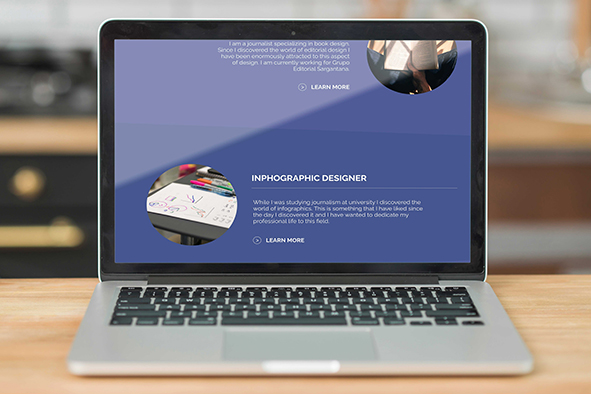 I am a journalist specializing in book design.
Since I discovered the world of editorial design I
have been enormously attracted to this aspect
of design. I am currently working for Grupo
Editorial Sargantana.
LEARN MORE
INPHOGRAPHIC DESIGNER
While I was studying journalism at university I discovered the
world of infographics. This is something that I have liked since
the day I discovered it and I have wanted to dedicate my
professional life to this field.
LEARN MORE